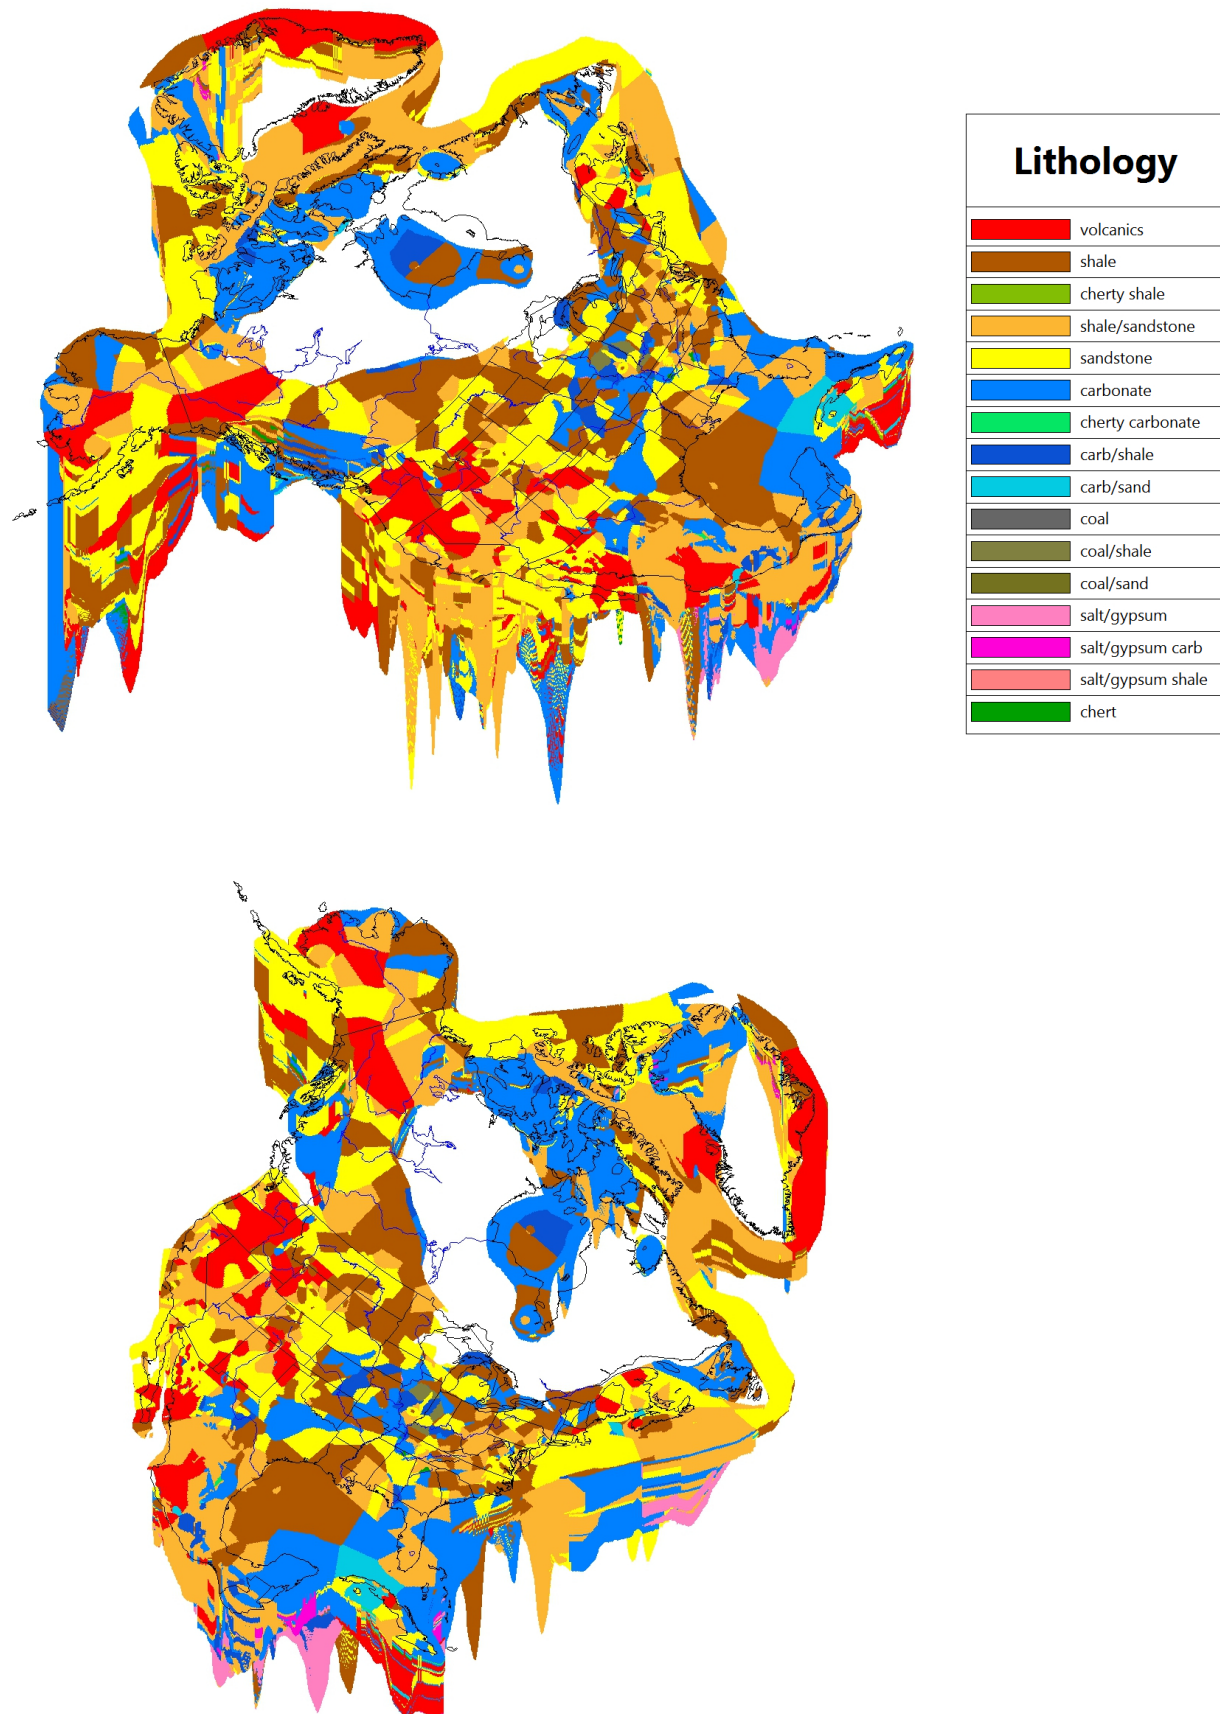 Lithology
volcanics
shale
cherty shale
shale/sandstone
sandstone
carbonate
cherty carbonate
carb/shale
carb/sand
coal
coal/shale
coal/sand
salt/gypsum
salt/gypsum carb
salt/gypsum shale
chert